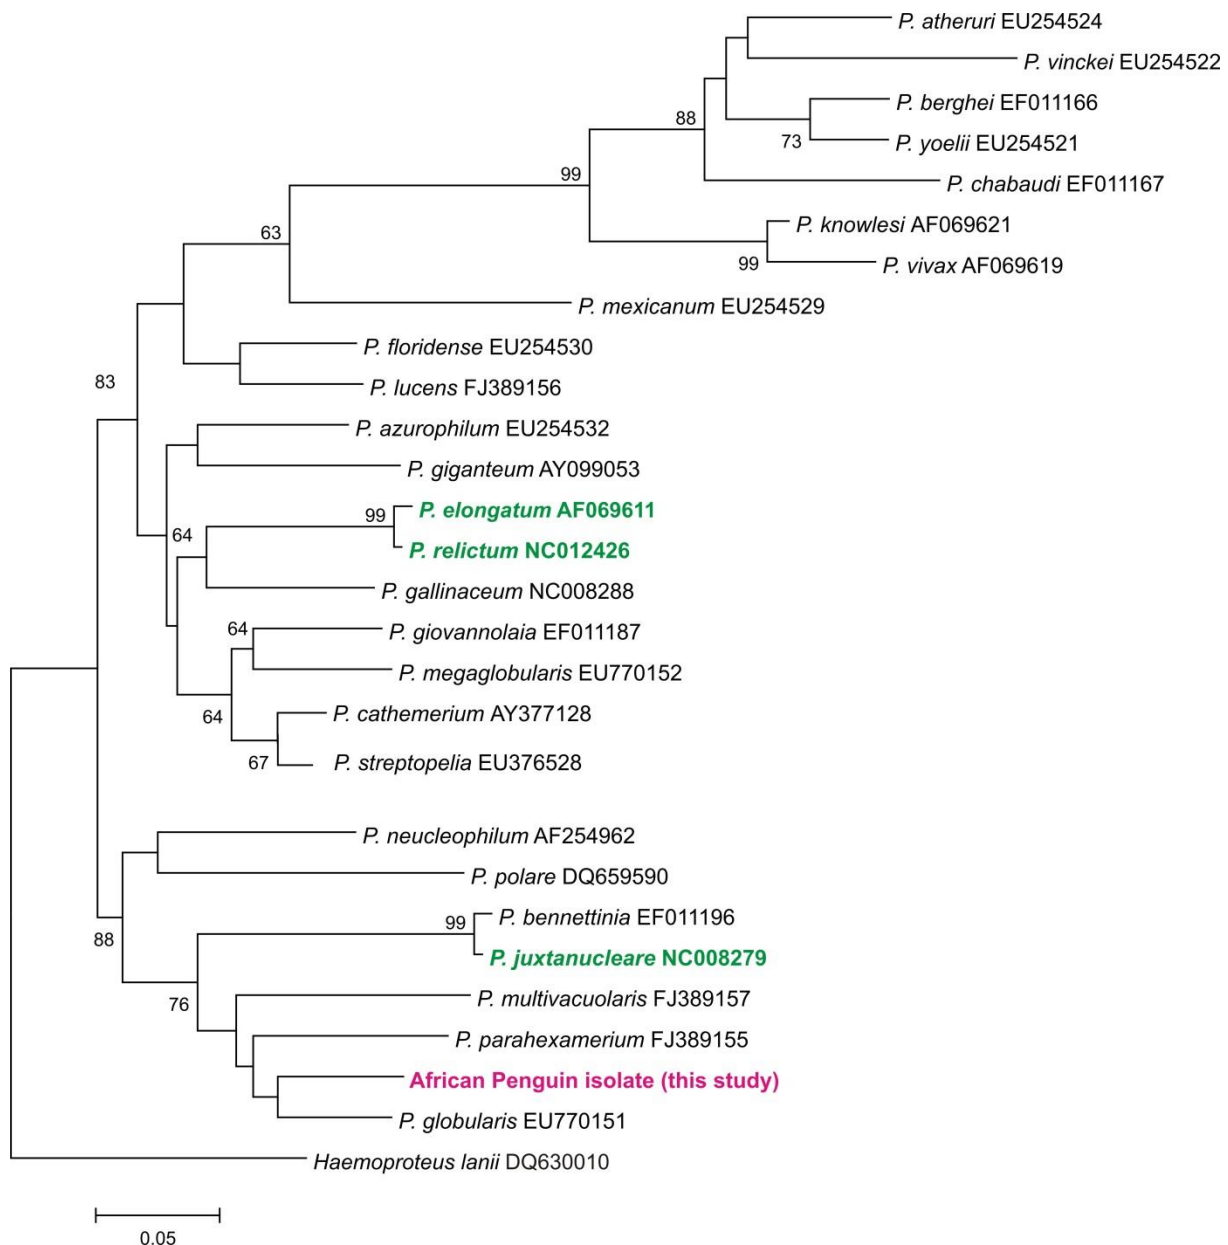 P. atheruri EU254524
P. vinckei EU254522
P. berghei EF011166
88
73
P. yoelii EU254521
99
P. chabaudi EF011167
P. knowlesi AF069621
63
99
P. vivax AF069619
P. mexicanum EU254529
P. floridense EU254530
83
P. lucens FJ389156
P. azurophilum EU254532
P. giganteum AY099053
P. elongatum AF069611
99
64
P. relictum NC012426
P. gallinaceum NC008288
64
P. giovannolaia EF011187
P. megaglobularis EU770152
64
P. cathemerium AY377128
67
P. streptopelia EU376528
P. neucleophilum AF254962
P. polare DQ659590
P. bennettinia EF011196
99
88
P. juxtanucleare NC008279
76
P. multivacuolaris FJ389157
P. parahexamerium FJ389155
African Penguin isolate (this study)
P. globularis EU770151
Haemoproteus lanii DQ630010
0.05